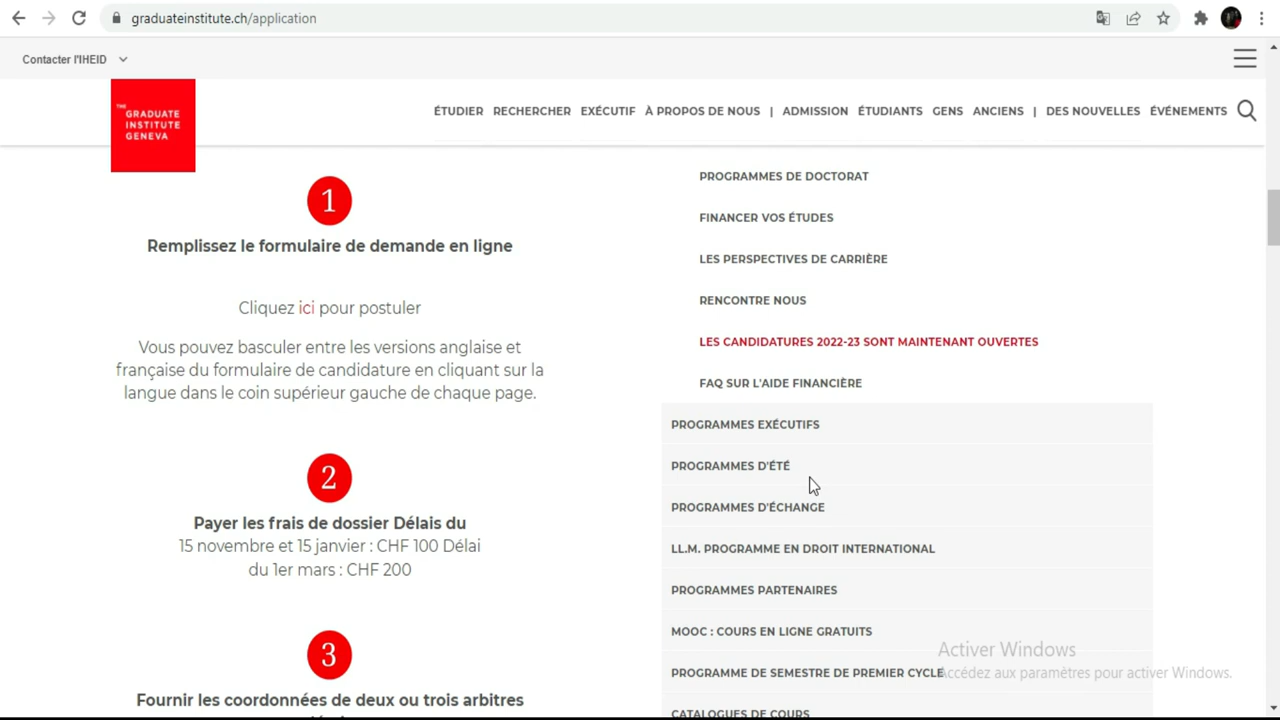 graduateinstitute.ch/application
Contacter l'IHEID
THE GRADUATE
INSTITUTE
GENEVA
ÉTUDIER RECHERCHER EXÉCUTIF À PROPOS DE NOUS | ADMISSION ÉTUDIANTS GENS ANCIENS | DES NOUVELLES ÉVÉNEMENTS
1
Remplissez le formulaire de demande en ligne
Cliquez ici pour postuler
Vous pouvez basculer entre les versions anglaise et
française du formulaire de candidature en cliquant sur la
langue dans le coin supérieur gauche de chaque page.
2
Payer les frais de dossier Délais du
15 novembre et 15 janvier : CHF 100 Délai
du 1er mars : CHF 200
3
Fournir les coordonnées de deux ou trois arbitres
PROGRAMMES DE DOCTORAT
FINANCER VOS ÉTUDES
LES PERSPECTIVES DE CARRIÈRE
RENCONTRE NOUS
LES CANDIDATURES 2022-23 SONT MAINTENANT OUVERTES
FAQ SUR L'AIDE FINANCIÈRE
PROGRAMMES EXÉCUTIFS
PROGRAMMES D'ÉTÉ
PROGRAMMES D'ÉCHANGE
LL.M. PROGRAMME EN DROIT INTERNATIONAL
PROGRAMMES PARTENAIRES
MOOC : COURS EN LIGNE GRATUITS
PROGRAMME DE SEMESTRE DE PREMIER CYCLE
CATALOGUES DE COURS
Activer Windows
Accédez aux paramètres pour activer Windows.